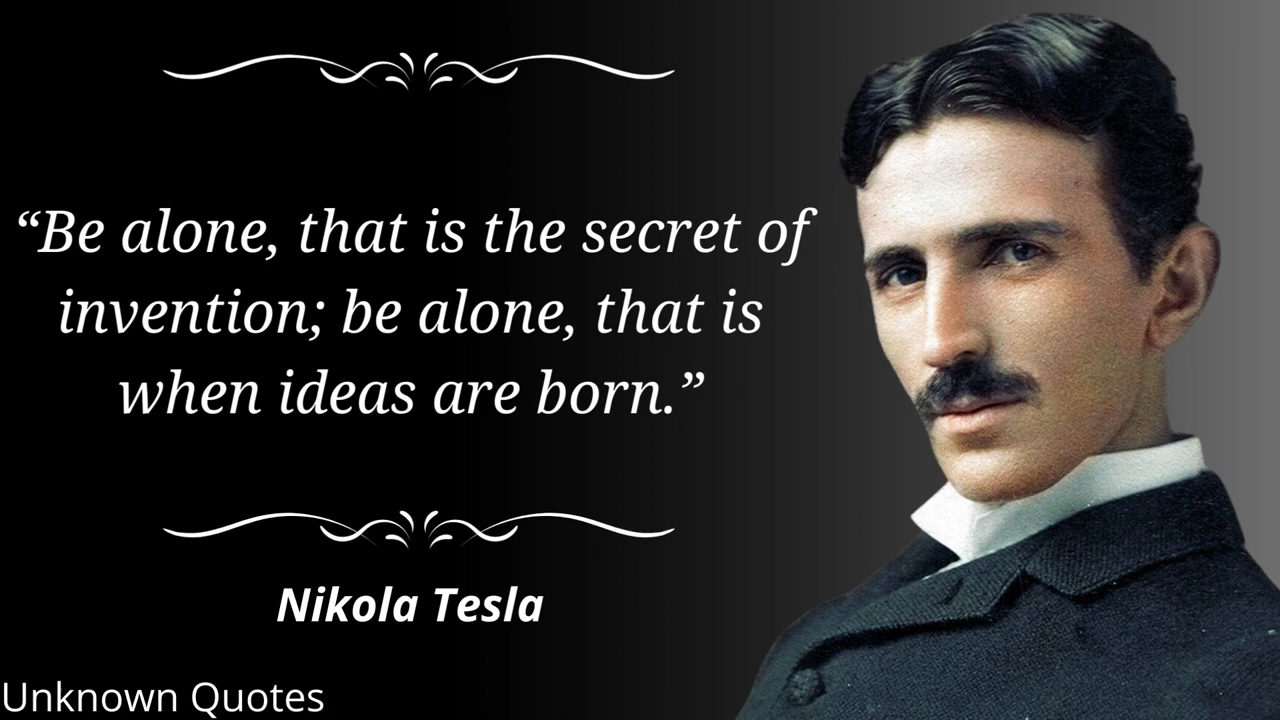 “Be alone, that is the secret of
invention; be alone, that is
when ideas are born.”
Nikola Tesla
Unknown Quotes